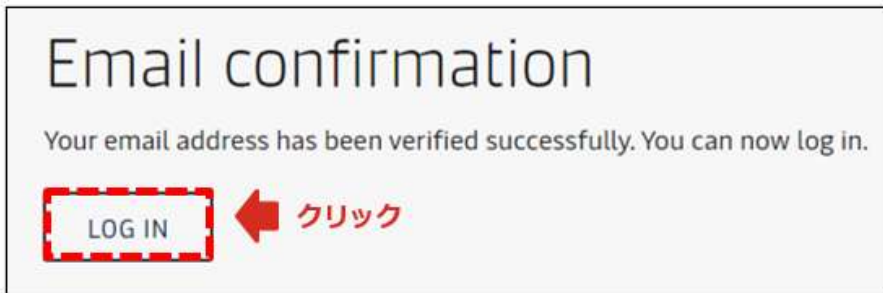 Email confirmation
Your email address has been verified successfully. You can now log in.
LOG IN
クリック